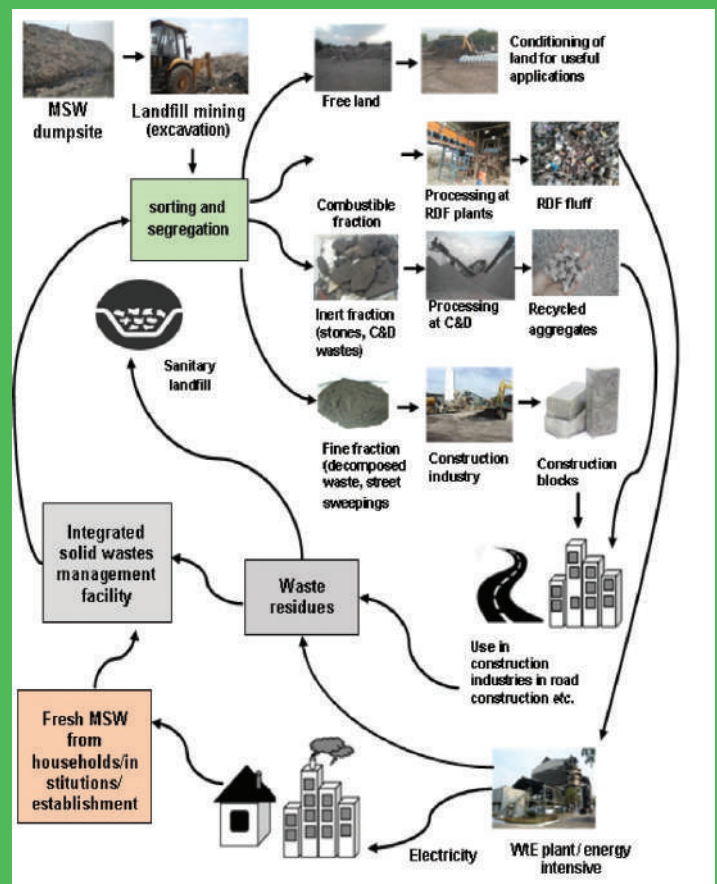 MSW
dumpsite
Landfill mining
(excavation)
Free land
Conditioning of
land for useful
applications
sorting and
segregation
Combustible
fraction
Processing at
RDF plants
RDF fluff
Inert fraction
(stones, C&D
wastes)
Processing
at C&D
Recycled
aggregates
Sanitary
landfill
Fine fraction
(decomposed
waste, street
sweepings
Construction
industry
Construction
blocks
Integrated
solid wastes
management
facility
Waste
residues
Use in
construction
industries in road
construction etc.
Fresh MSW
from
households/in
stitutions/
establishment
Electricity
WtE plant/ energy
intensive